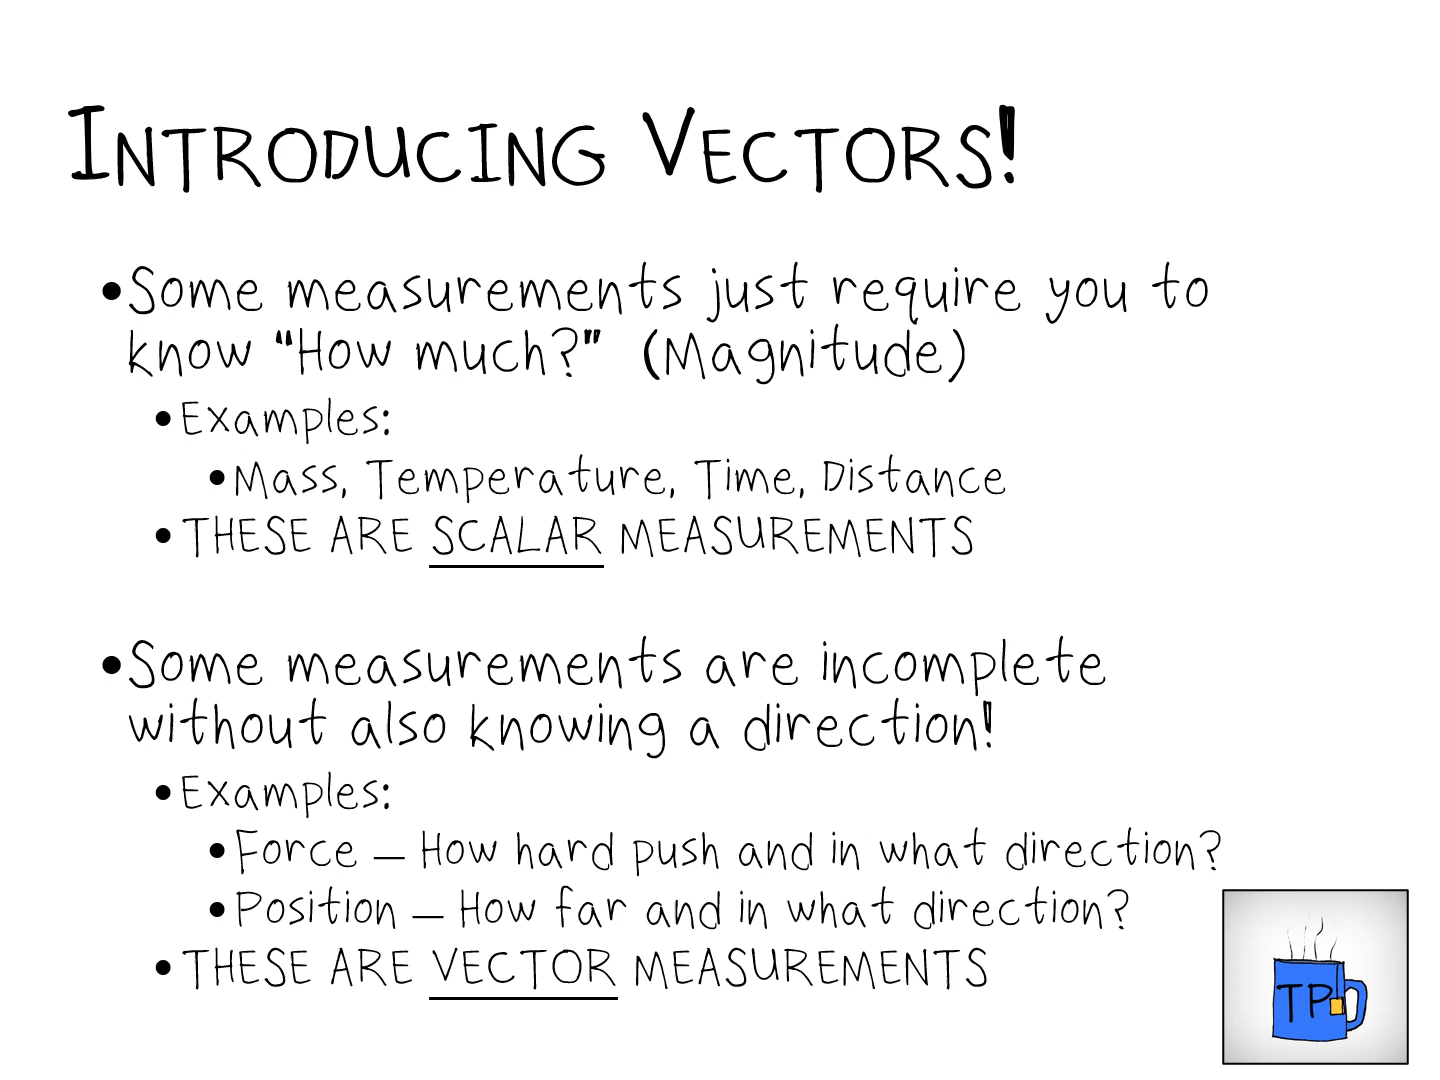 Introducing Vectors!
•Some measurements just require you to
know "How much?" (Magnitude)
•Examples:
•Mass, Temperature, Time, Distance
•THESE ARE SCALAR MEASUREMENTS
•Some measurements are incomplete
without also knowing a direction!
•Examples:
•Force – How hard push and in what direction?
•Position – How far and in what direction?
•THESE ARE VECTOR MEASUREMENTS
TP